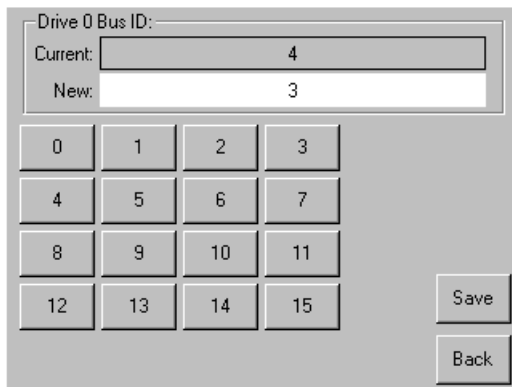 Drive 0 Bus ID:
Current: 4
New: 3
0 1 2 3
4 5 6 7
8 9 10 11
12 13 14 15
Save
Back